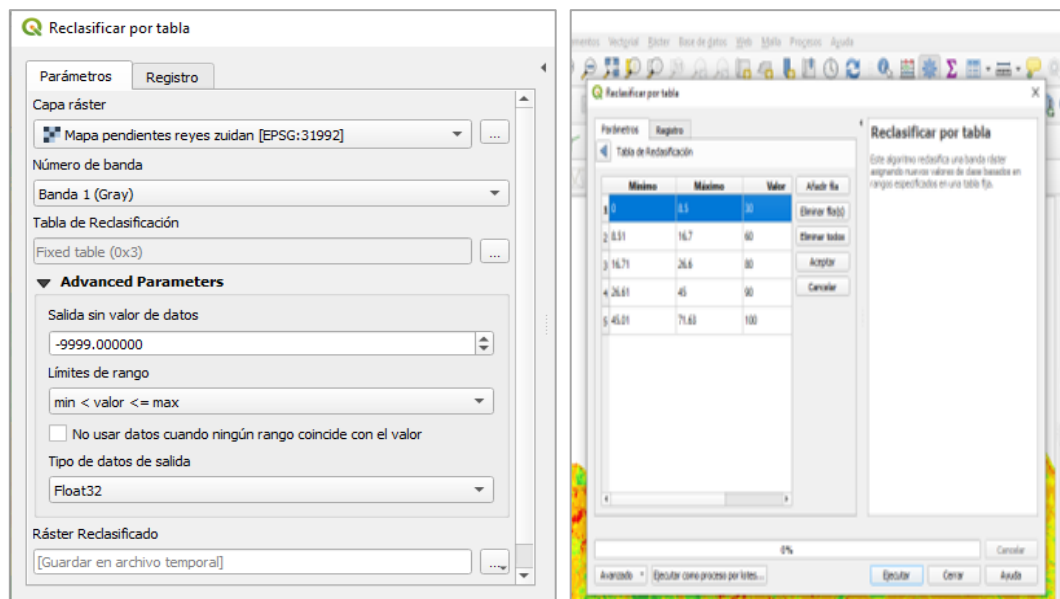 Reclasificar por tabla
Parámetros Registro
Capa ráster
Mapa pendientes reyes zuidan [EPSG:31992] ...
Número de banda
Banda 1 (Gray)
Tabla de Reclasificación
Fixed table (0x3) ...
Advanced Parameters
Salida sin valor de datos
-9999.000000
Límites de rango
min < valor <= max
No usar datos cuando ningún rango coincide con el valor
Tipo de datos de salida
Float32
Ráster Reclasificado
[Guardar en archivo temporal] ...
Vectorial Ráster Base de datos Web Malla Procesos Ayuda
Reclasificar por tabla
Parámetros Registro
Tabla de Reclasificación
Mínimo Máximo Valor
1 0 8.5 30
2 8.51 16.7 60
3 16.71 26.6 80
4 26.61 45 90
5 45.01 71.63 100
Añadir fila
Eliminar fila(s)
Eliminar todos
Aceptar
Cancelar
Reclasificar por tabla
Este algoritmo reclasifica una banda ráster
asignando nuevos valores de clase basados en
rangos especificados en una tabla fija.
0%
Cancelar
Avanzado Ejecutar como proceso por lotes...
Ejecutar Cerrar Ayuda